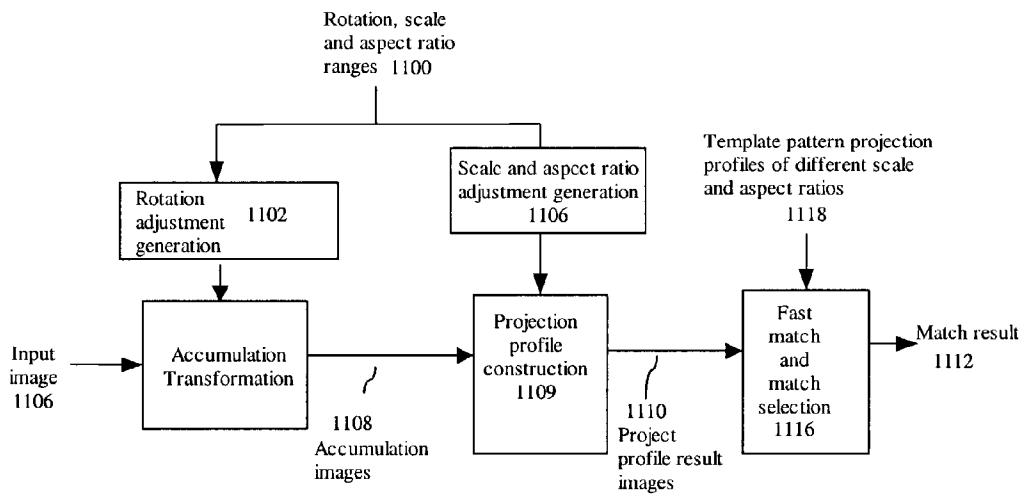 Rotation, scale
and aspect ratio
ranges 1100
Rotation 1102
adjustment
generation
Scale and aspect ratio
adjustment generation
1106
Template pattern projection
profiles of different scale
and aspect ratios
1118
Input
image
1106
Accumulation
Transformation
1108
Accumulation
images
Projection
profile
construction
1109
1110
Project
profile result
images
Fast
match
and
match
selection
1116
Match result
1112